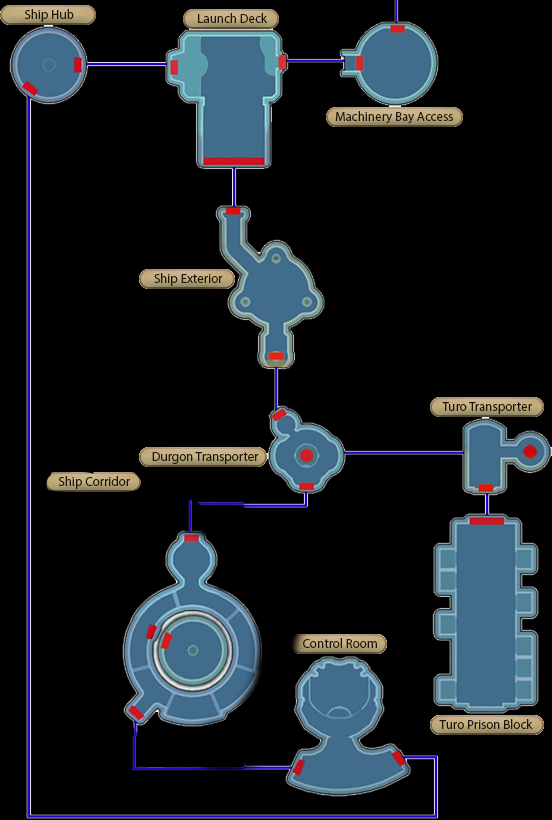 Ship Hub
Launch Deck
Machinery Bay Access
Ship Exterior
Turo Transporter
Durgon Transporter
Ship Corridor
Control Room
Turo Prison Block